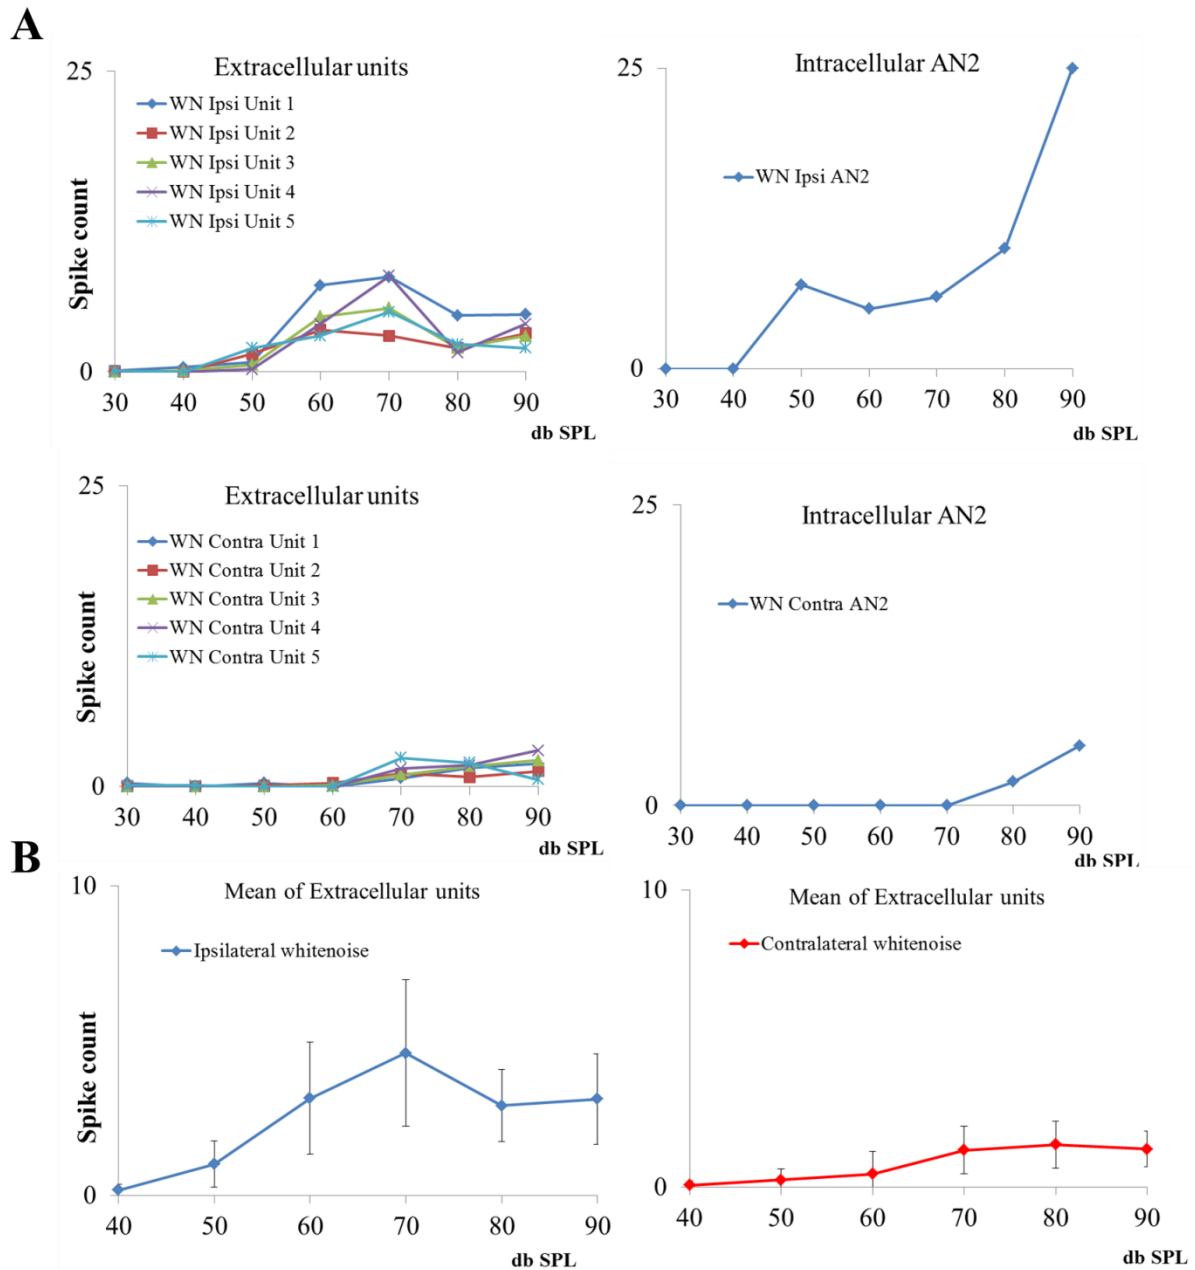 A
Extracellular units
25
WN Ipsi Unit 1
WN Ipsi Unit 2
WN Ipsi Unit 3
WN Ipsi Unit 4
WN Ipsi Unit 5
Spike count
0
30 40 50 60 70 80 90
db SPL
Intracellular AN2
25
WN Ipsi AN2
0
30 40 50 60 70 80 90
db SPL
Extracellular units
25
WN Contra Unit 1
WN Contra Unit 2
WN Contra Unit 3
WN Contra Unit 4
WN Contra Unit 5
Spike count
0
30 40 50 60 70 80 90
db SPL
Intracellular AN2
25
WN Contra AN2
0
30 40 50 60 70 80 90
db SPL
B
Mean of Extracellular units
10
Ipsilateral whitenoise
Spike count
0
40 50 60 70 80 90
db SPL
Mean of Extracellular units
10
Contralateral whitenoise
0
40 50 60 70 80 90
db SPL